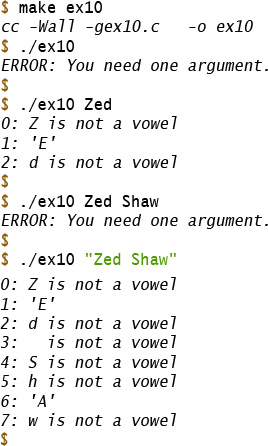 $ make ex10
cc -Wall -gex10.c   -o ex10
$ ./ex10
ERROR: You need one argument.
$
$ ./ex10 Zed
0: Z is not a vowel
1: 'E'
2: d is not a vowel
$
$ ./ex10 Zed Shaw
ERROR: You need one argument.
$
$ ./ex10 "Zed Shaw"
0: Z is not a vowel
1: 'E'
2: d is not a vowel
3:   is not a vowel
4: S is not a vowel
5: h is not a vowel
6: 'A'
7: w is not a vowel
$